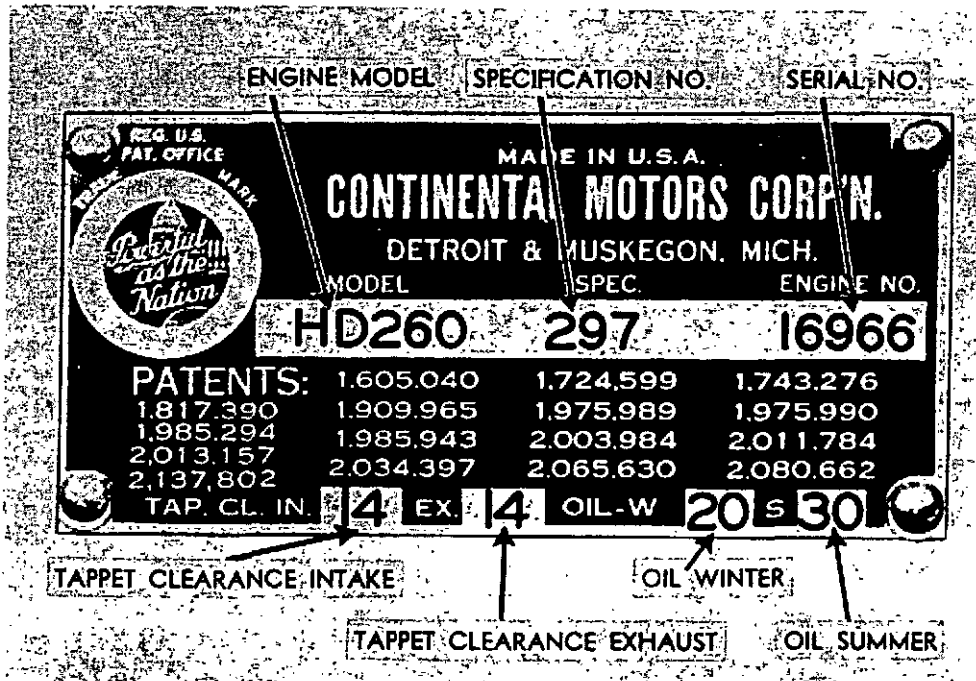 ENGINE MODEL SPECIFICATION NO. SERIAL NO.
REG. U.S.
PAT. OFFICE
TRADE MARK
MADE IN U.S.A.
CONTINENTAL MOTORS CORP'N.
DETROIT & MUSKEGON, MICH.
Powerful
as the
Nation
MODEL SPEC. ENGINE NO.
HD260 297 16966
PATENTS: 1.605.040 1.724.599 1.743.276
1.817.390 1.909.965 1.975.989 1.975.990
1.985.294 1.985.943 2.003.984 2.011.784
2,013,157 2.034.397 2.065.630 2.080.662
2,137,802
TAP. CL. IN. 14 EX. 14 OIL-W 20 S 30
TAPPET CLEARANCE INTAKE OIL WINTER
TAPPET CLEARANCE EXHAUST OIL SUMMER